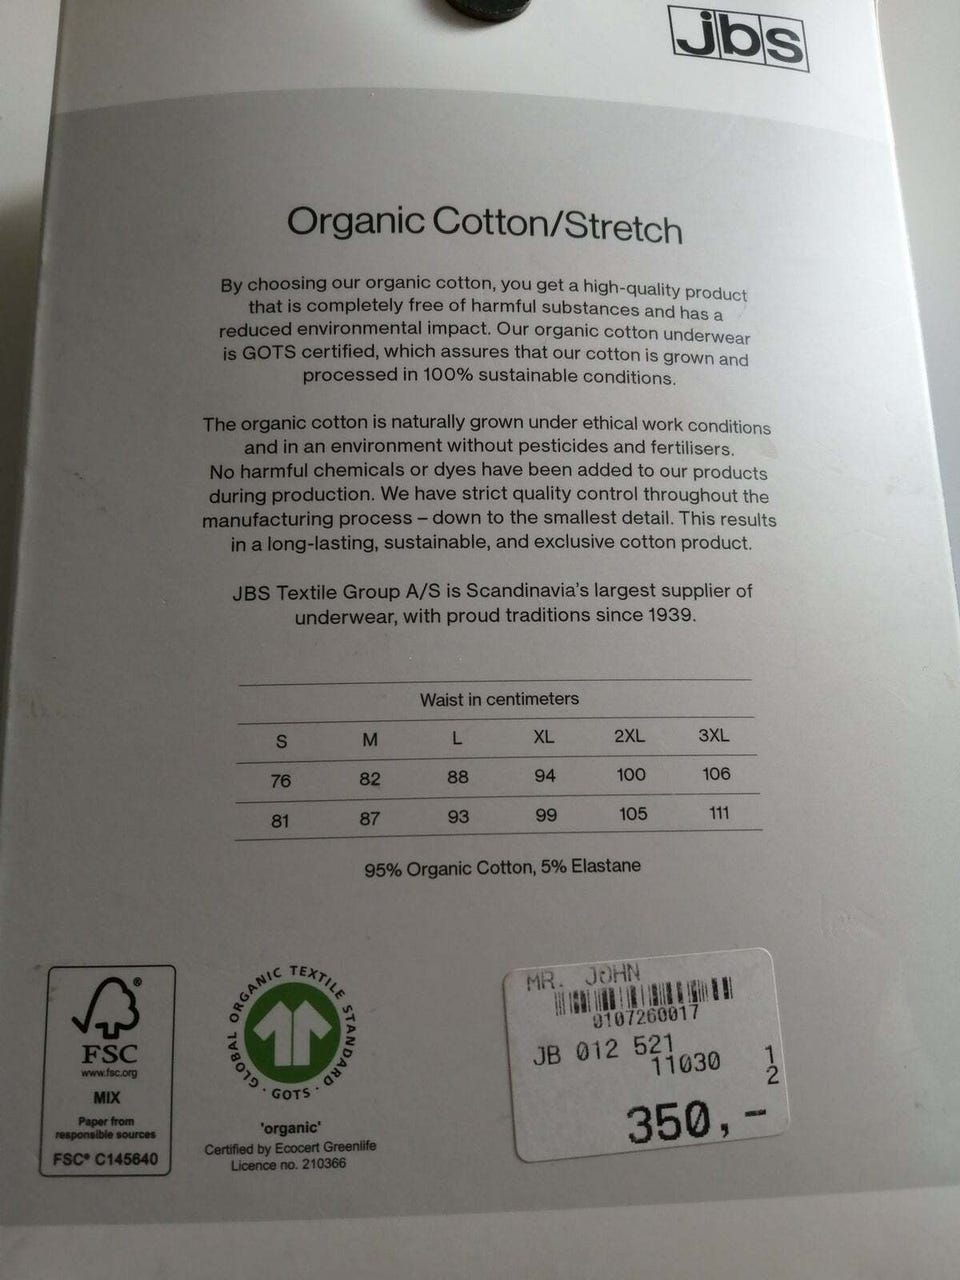 jbs
Organic Cotton/Stretch
By choosing our organic cotton, you get a high-quality product
that is completely free of harmful substances and has a
reduced environmental impact. Our organic cotton underwear
is GOTS certified, which assures that our cotton is grown and
processed in 100% sustainable conditions.
The organic cotton is naturally grown under ethical work conditions
and in an environment without pesticides and fertilisers.
No harmful chemicals or dyes have been added to our products
during production. We have strict quality control throughout the
manufacturing process – down to the smallest detail. This results
in a long-lasting, sustainable, and exclusive cotton product.
JBS Textile Group A/S is Scandinavia's largest supplier of
underwear, with proud traditions since 1939.
Waist in centimeters
S M L XL 2XL 3XL
76 82 88 94 100 106
81 87 93 99 105 111
95% Organic Cotton, 5% Elastane
FSC
www.fsc.org
MIX
Paper from
responsible sources
FSC® C145640
GLOBAL ORGANIC TEXTILE STANDARD
· GOTS ·
'organic'
Certified by Ecocert Greenlife
Licence no. 210366
MR. JOHN
0107260017
JB 012 521
11030
1
2
350,-